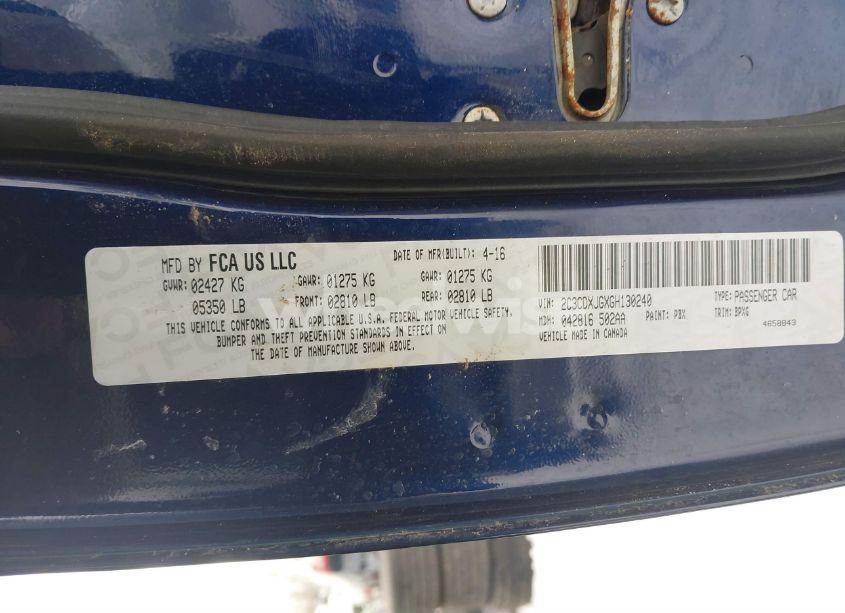 MFD BY FCA US LLC DATE OF MFR(BUILT): 4-16
GVWR: 02427 KG GAWR: 01275 KG GAWR: 01275 KG
05350 LB FRONT: 02810 LB REAR: 02810 LB
THIS VEHICLE CONFORMS TO ALL APPLICABLE U.S.A. FEDERAL MOTOR VEHICLE SAFETY,
BUMPER AND THEFT PREVENTION STANDARDS IN EFFECT ON
THE DATE OF MANUFACTURE SHOWN ABOVE.
VIN: 2C3CDXJGXGH130240 TYPE: PASSENGER CAR
MDH: 042816 502AA PAINT: PBX TRIM: BPXG
VEHICLE MADE IN CANADA 4658843